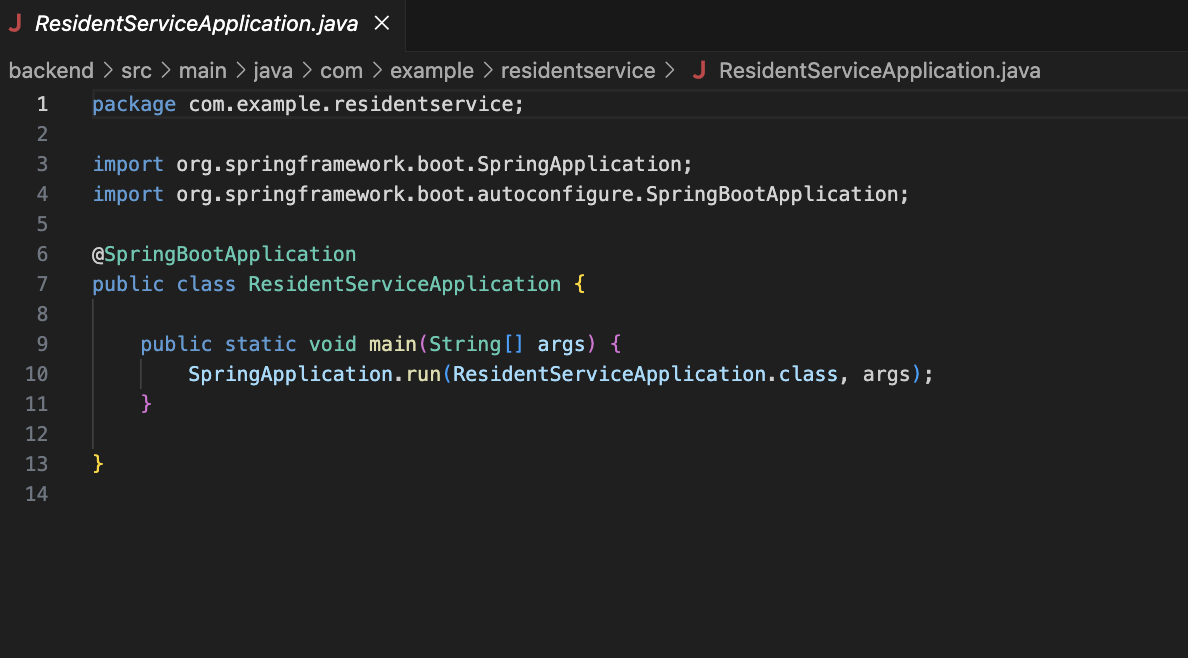 J ResidentServiceApplication.java ×
backend > src > main > java > com > example > residentservice > J ResidentServiceApplication.java
1 package com.example.residentservice;
2
3 import org.springframework.boot.SpringApplication;
4 import org.springframework.boot.autoconfigure.SpringBootApplication;
5
6 @SpringBootApplication
7 public class ResidentServiceApplication {
8
9     public static void main(String[] args) {
10         SpringApplication.run(ResidentServiceApplication.class, args);
11     }
12
13 }
14